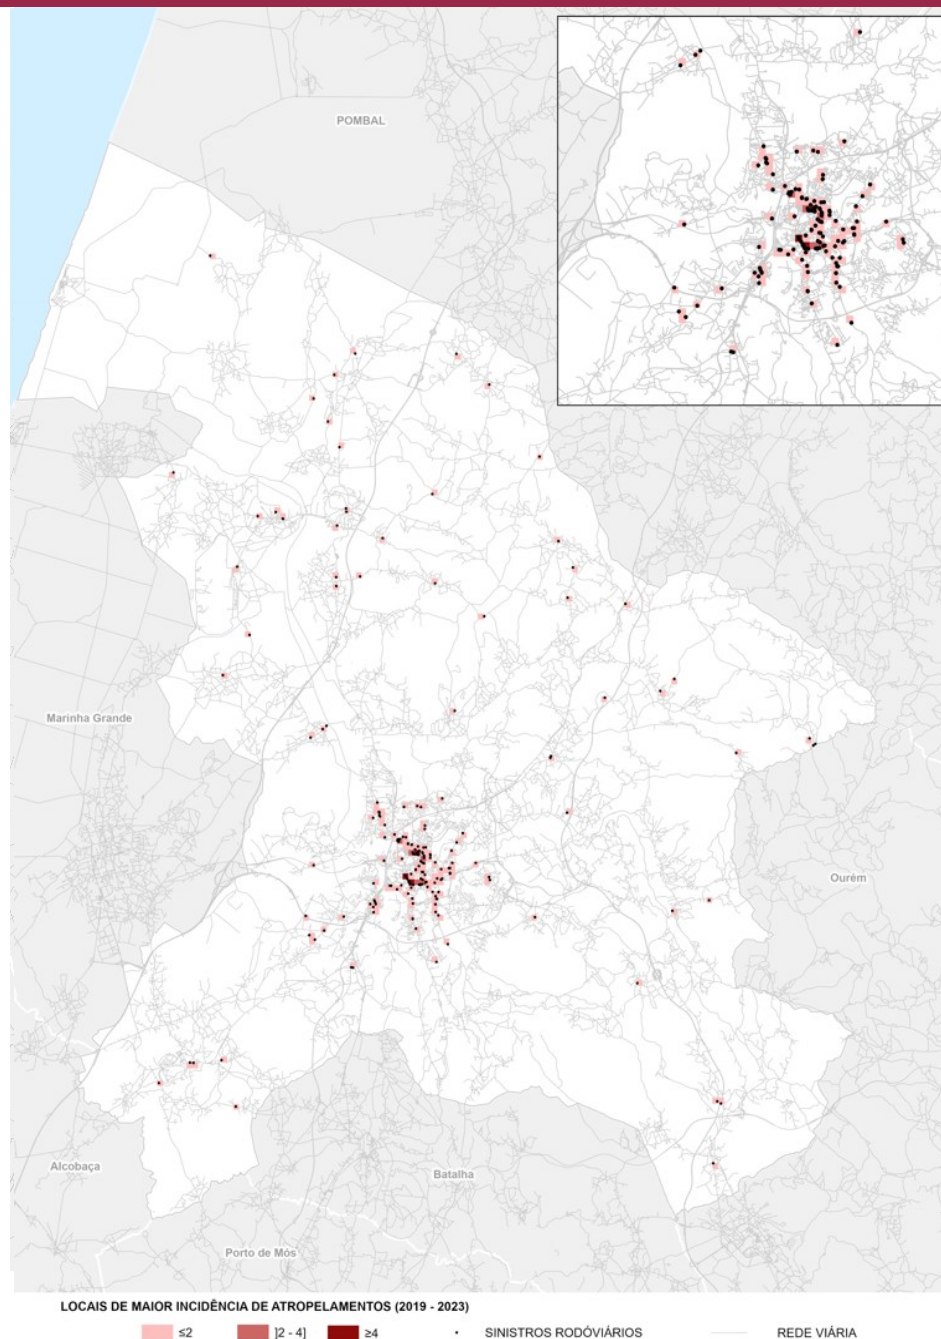 POMBAL
Marinha Grande
Ourém
Alcobaça
Batalha
Porto de Mós
LOCAIS DE MAIOR INCIDÊNCIA DE ATROPELAMENTOS (2019 - 2023)
≤2 ]2 - 4] ≥4 SINISTROS RODÓVIÁRIOS REDE VIÁRIA